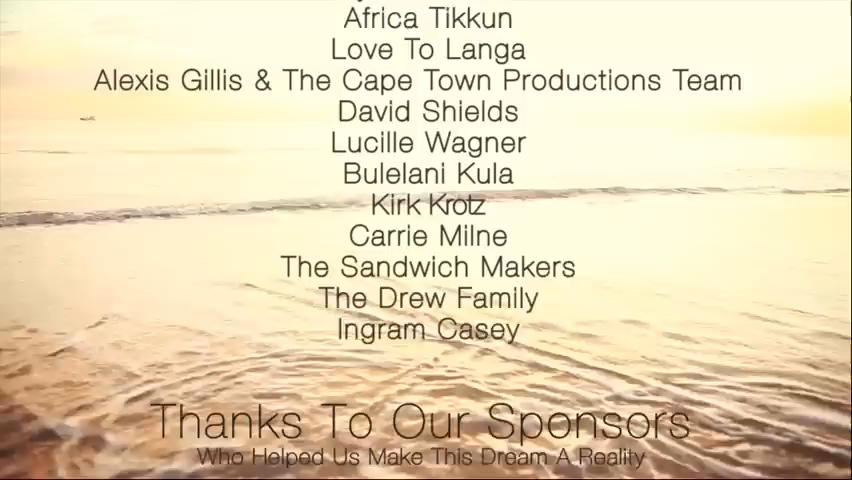 Africa Tikkun
Love To Langa
Alexis Gillis & The Cape Town Productions Team
David Shields
Lucille Wagner
Bulelani Kula
Kirk Krotz
Carrie Milne
The Sandwich Makers
The Drew Family
Ingram Casey
Thanks To Our Sponsors
Who Helped Us Make This Dream A Reality